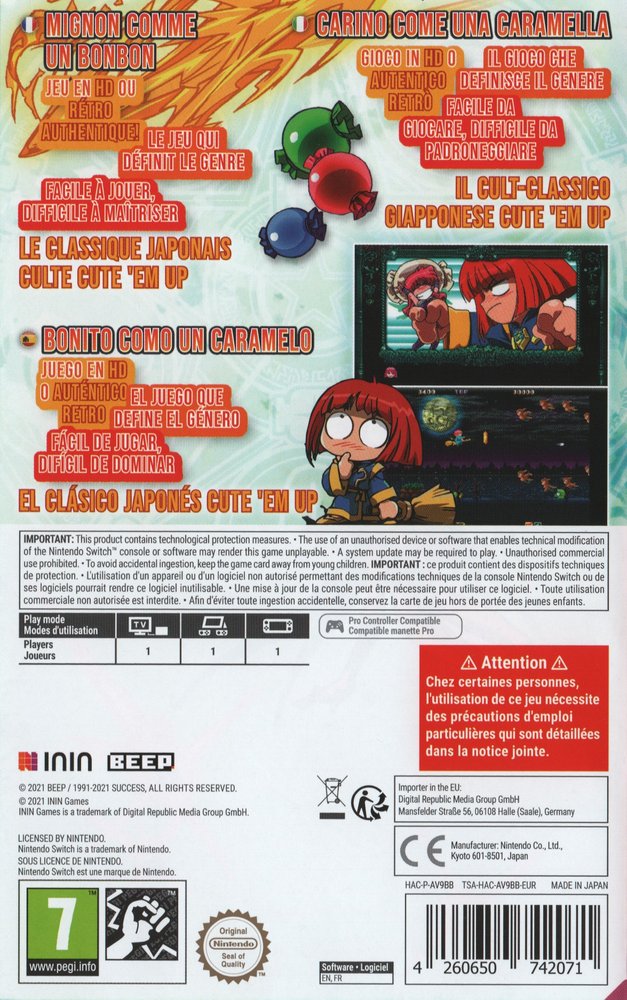 MIGNON COMME
UN BONBON
JEU EN HD OU
RÉTRO
AUTHENTIQUE!
LE JEU QUI
DÉFINIT LE GENRE
FACILE À JOUER,
DIFFICILE À MAÎTRISER
LE CLASSIQUE JAPONAIS
CULTE CUTE 'EM UP
CARINO COME UNA CARAMELLA
GIOCO IN HD O
AUTENTICO
RETRÒ
IL GIOCO CHE
DEFINISCE IL GENERE
FACILE DA
GIOCARE, DIFFICILE DA
PADRONEGGIARE
IL CULT-CLASSICO
GIAPPONESE CUTE 'EM UP
BONITO COMO UN CARAMELO
JUEGO EN HD
O AUTÉNTICO
RETRO
EL JUEGO QUE
DEFINE EL GÉNERO
FÁCIL DE JUGAR,
DIFÍCIL DE DOMINAR
EL CLÁSICO JAPONÉS CUTE 'EM UP
IMPORTANT: This product contains technological protection measures. • The use of an unauthorised device or software that enables technical modification
of the Nintendo Switch™ console or software may render this game unplayable. • A system update may be required to play. • Unauthorised commercial
use prohibited. • To avoid accidental ingestion, keep the game card away from young children. IMPORTANT : ce produit contient des dispositifs techniques
de protection. • L'utilisation d'un appareil ou d'un logiciel non autorisé permettant des modifications techniques de la console Nintendo Switch ou de
ses logiciels pourrait rendre ce logiciel inutilisable. • Une mise à jour de la console peut être nécessaire pour utiliser ce logiciel. • Toute utilisation
commerciale non autorisée est interdite. • Afin d'éviter toute ingestion accidentelle, conservez la carte de jeu hors de portée des jeunes enfants.
Play mode
Modes d'utilisation
TV
Players
Joueurs
1
1
1
Pro Controller Compatible
Compatible manette Pro
Attention
Chez certaines personnes,
l'utilisation de ce jeu nécessite
des précautions d'emploi
particulières qui sont détaillées
dans la notice jointe.
ININ BEEP
© 2021 BEEP / 1991-2021 SUCCESS, ALL RIGHTS RESERVED.
© 2021 ININ Games
ININ Games is a trademark of Digital Republic Media Group GmbH.
LICENSED BY NINTENDO.
Nintendo Switch is a trademark of Nintendo.
SOUS LICENCE DE NINTENDO.
Nintendo Switch est une marque de Nintendo.
Importer in the EU:
Digital Republic Media Group GmbH
Mansfelder Straße 56, 06108 Halle (Saale), Germany
CE
Manufacturer: Nintendo Co., Ltd.,
Kyoto 601-8501, Japan
HAC-P-AV9BB TSA-HAC-AV9BB-EUR MADE IN JAPAN
7
www.pegi.info
Original
Nintendo
Seal of
Quality
Software • Logiciel
EN, FR
4 260650 742071